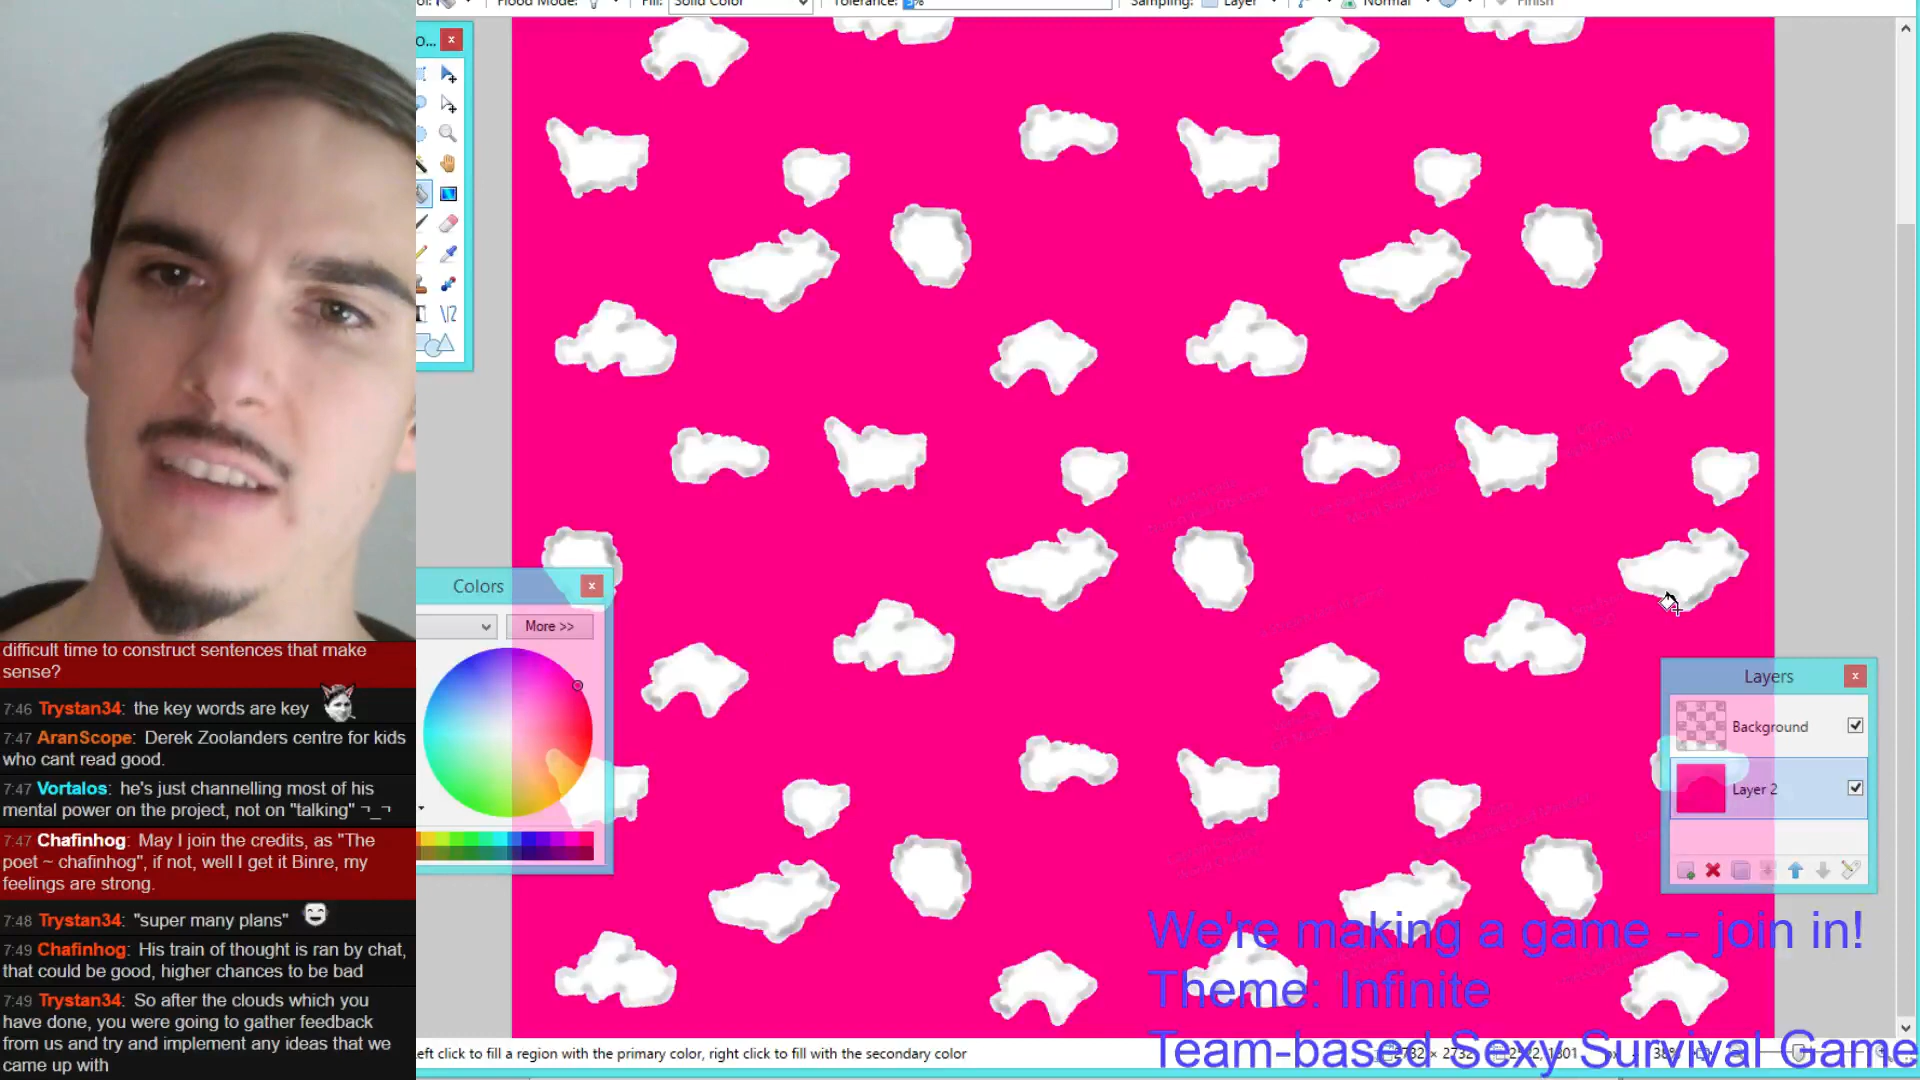 Flood Mode:
Fill:
Solid Color
Tolerance:
Sampling:
Layer
Normal
Finish
Colors
More >>
Layers
Background
Layer 2
difficult time to construct sentences that make
sense?
7:46 Trystan34: the key words are key
7:47 AranScope: Derek Zoolanders centre for kids
who cant read good.
7:47 Vortalos: he's just channelling most of his
mental power on the project, not on "talking" ¬_¬
7:47 Chafinhog: May I join the credits, as "The
poet ~ chafinhog", if not, well I get it Binre, my
feelings are strong.
7:48 Trystan34: "super many plans"
7:49 Chafinhog: His train of thought is ran by chat,
that could be good, higher chances to be bad
7:49 Trystan34: So after the clouds which you
have done, you were going to gather feedback
from us and try and implement any ideas that we
came up with
We're making a game -- join in!
Theme: Infinite
Team-based Sexy Survival Game
eft click to fill a region with the primary color, right click to fill with the secondary color